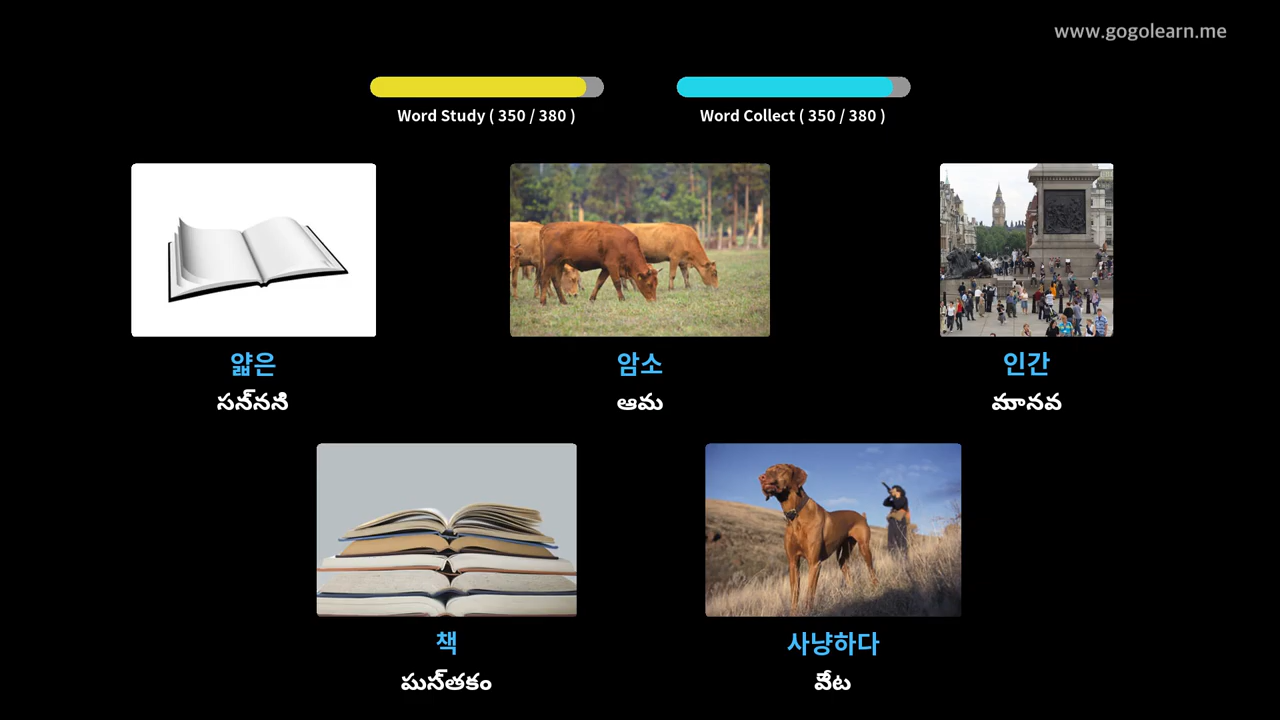 www.gogolearn.me
Word Study ( 350 / 380 )
Word Collect ( 350 / 380 )
얇은
సన్‌నని
암소
ఆమ
인간
మానవ
책
పుస్‌తకం
사냥하다
వేట